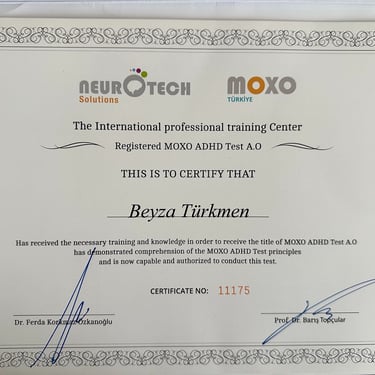 NEUROTECH
Solutions
MOXO
TÜRKİYE
The International professional training Center
Registered MOXO ADHD Test A.O
THIS IS TO CERTIFY THAT
Beyza Türkmen
Has received the necessary training and knowledge in order to receive the title of MOXO ADHD Test A.O
has demonstrated comprehension of the MOXO ADHD Test principles
and is now capable and authorized to conduct this test.
CERTIFICATE NO: 11175
Dr. Ferda Korkmaz Özkanoğlu
Prof. Dr. Barış Topçular